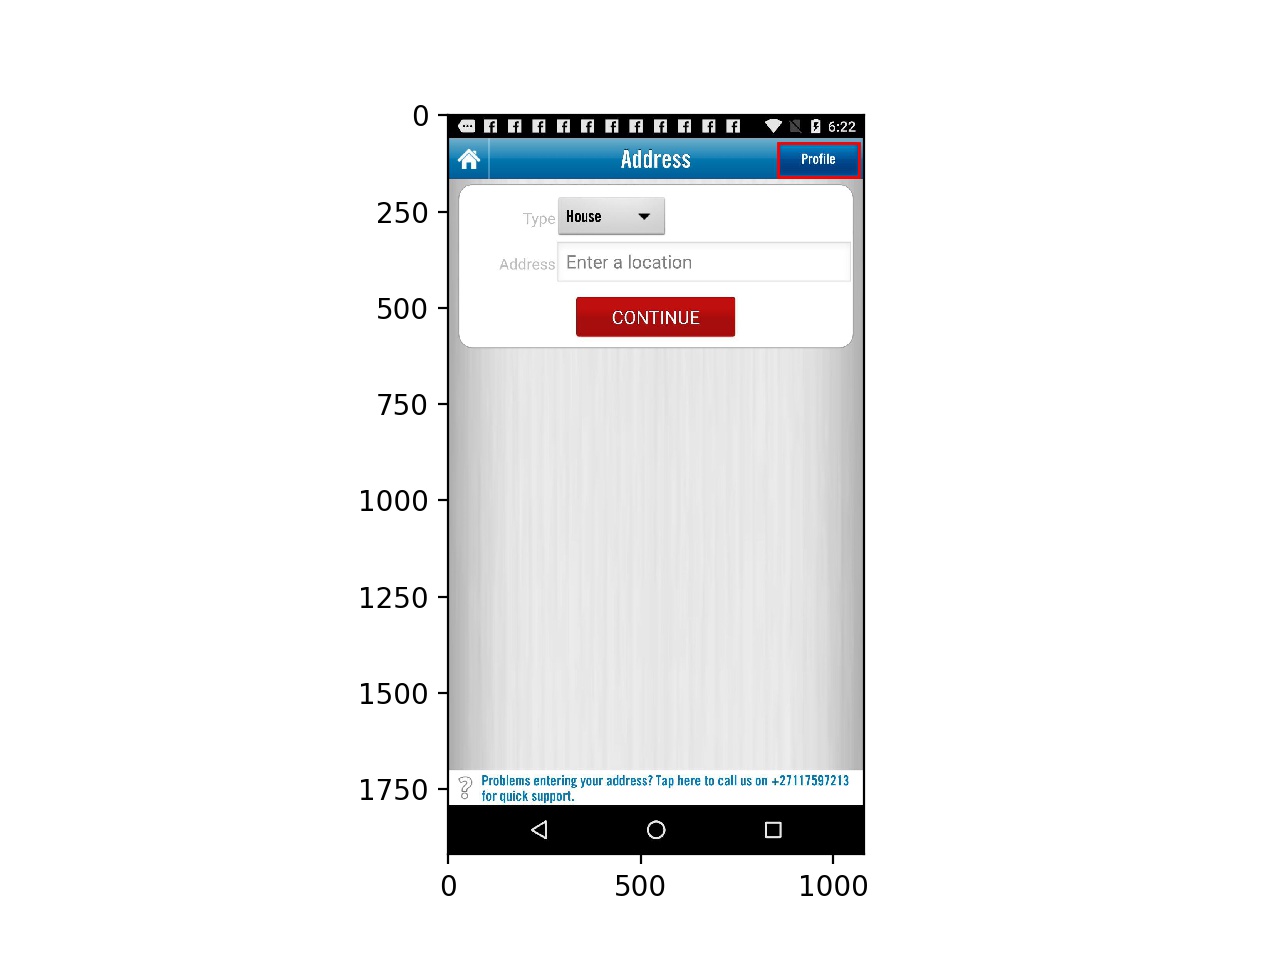 0
6:22
Address
Profile
250
Type
House
Address
Enter a location
500
CONTINUE
750
1000
1250
1500
1750
Problems entering your address? Tap here to call us on +27117597213
for quick support.
0
500
1000